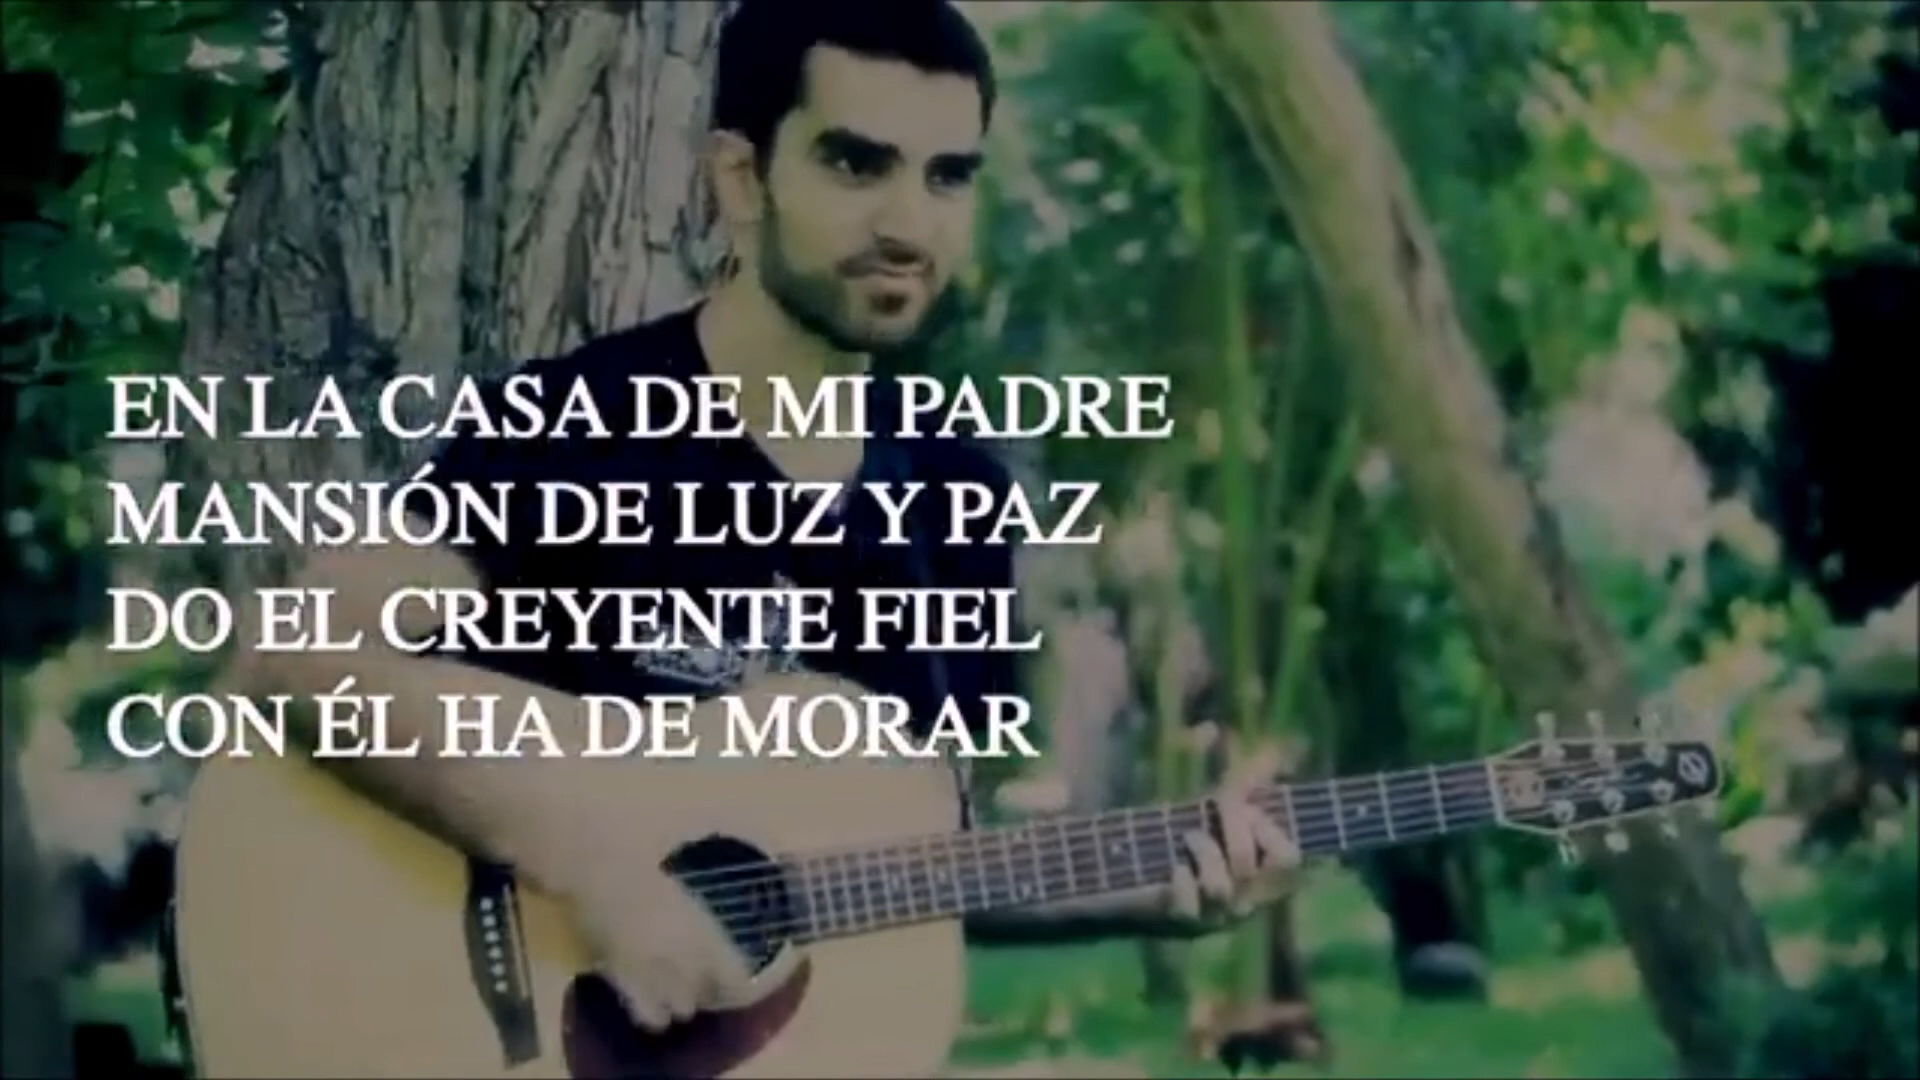 EN LA CASA DE MI PADRE
MANSIÓN DE LUZ Y PAZ
DO EL CREYENTE FIEL
CON ÉL HA DE MORAR